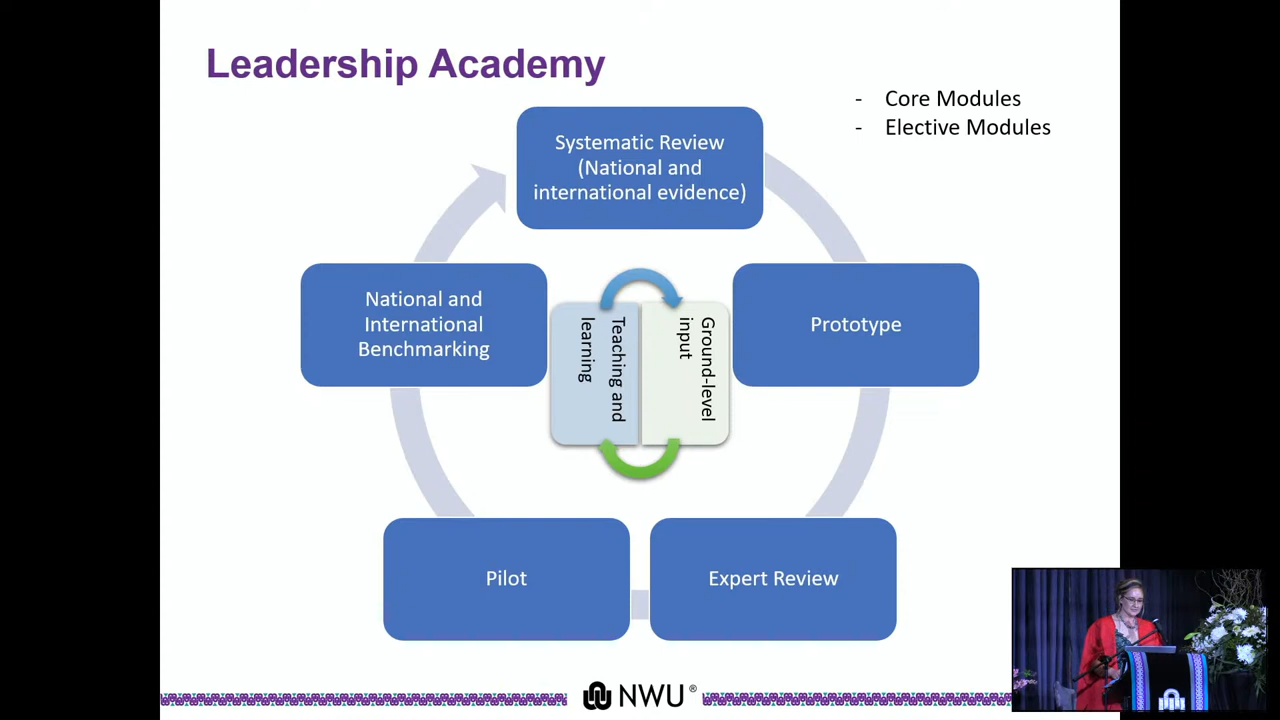 Leadership Academy
- Core Modules
- Elective Modules
Systematic Review
(National and
international evidence)
National and
International
Benchmarking
Teaching and
learning
Ground-level
input
Prototype
Pilot
Expert Review
NWU®